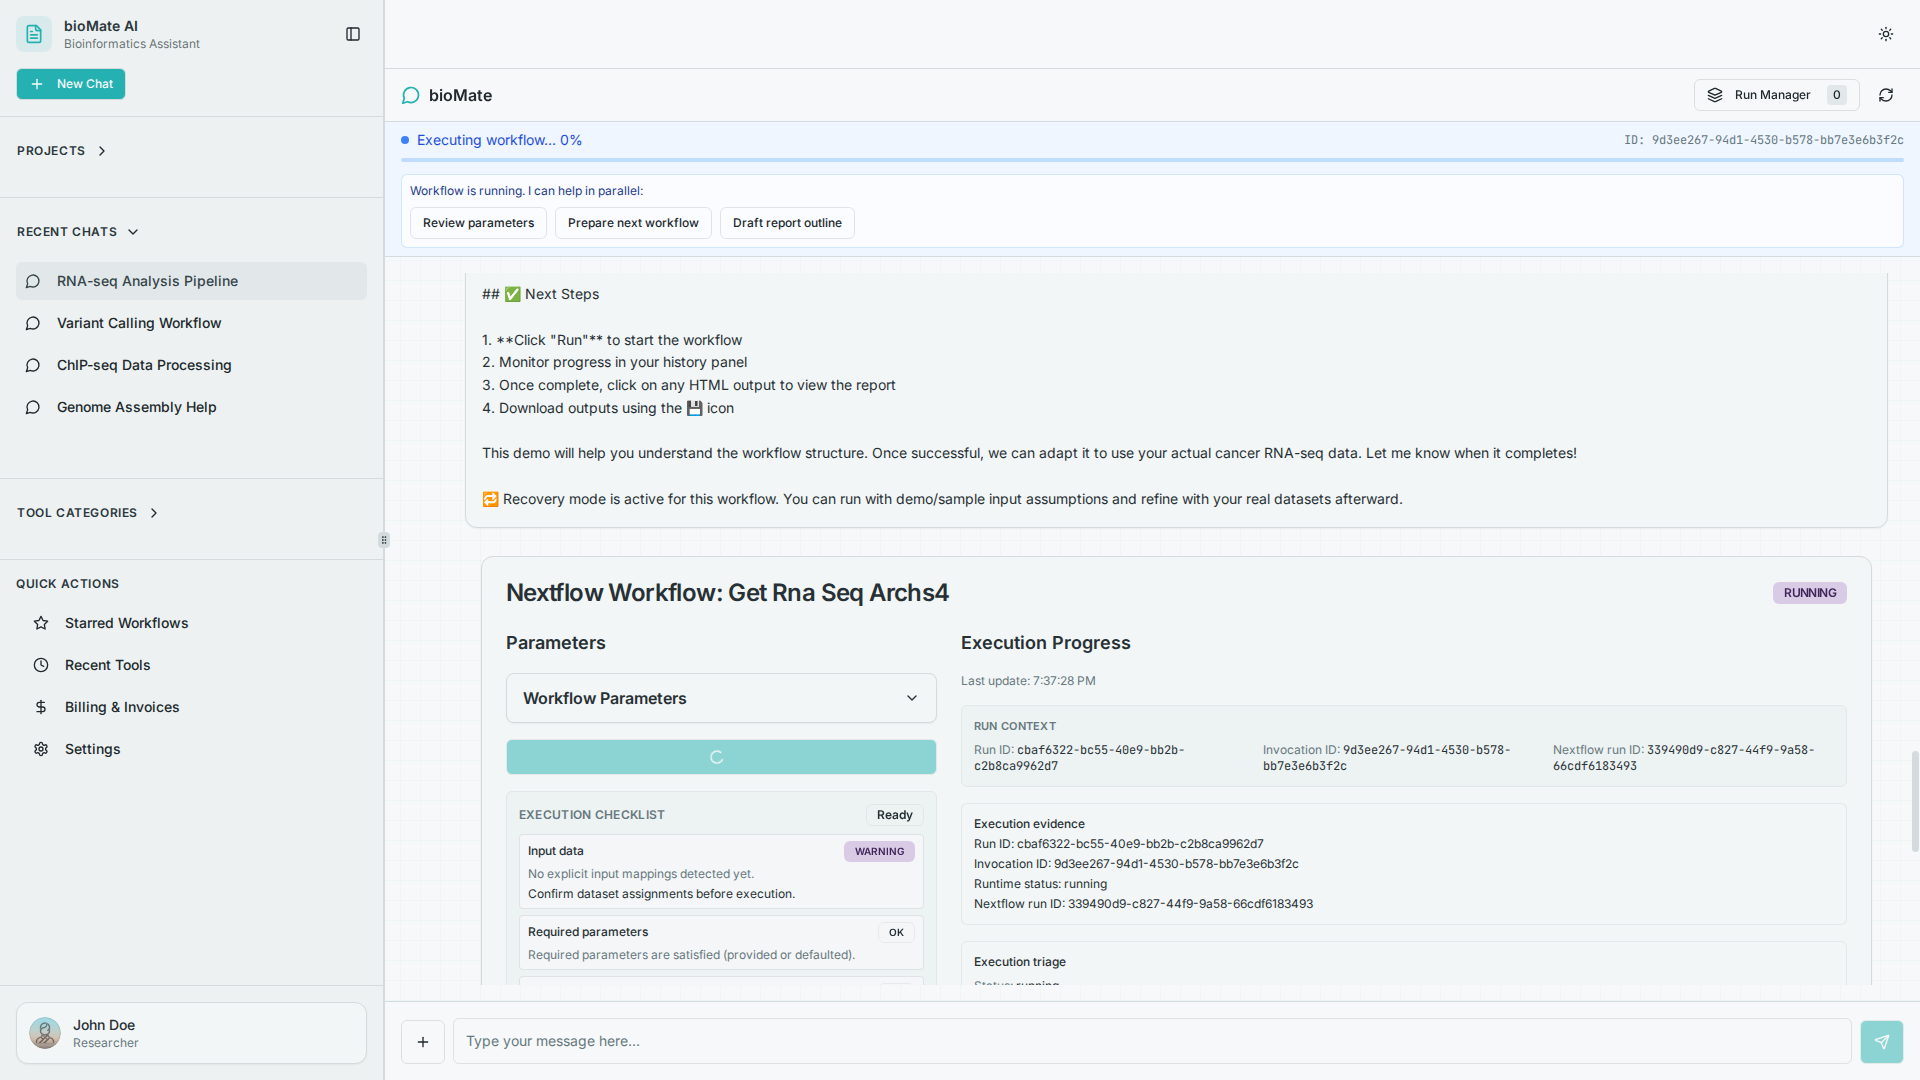 bioMate AI
Bioinformatics Assistant
New Chat
PROJECTS
RECENT CHATS
RNA-seq Analysis Pipeline
Variant Calling Workflow
ChIP-seq Data Processing
Genome Assembly Help
TOOL CATEGORIES
QUICK ACTIONS
Starred Workflows
Recent Tools
Billing & Invoices
Settings
John Doe
Researcher
bioMate
Run Manager 0
Executing workflow... 0%
ID: 9d3ee267-94d1-4530-b578-bb7e3e6b3f2c
Workflow is running. I can help in parallel:
Review parameters
Prepare next workflow
Draft report outline
## ✅ Next Steps
1. **Click "Run"** to start the workflow
2. Monitor progress in your history panel
3. Once complete, click on any HTML output to view the report
4. Download outputs using the 💾 icon
This demo will help you understand the workflow structure. Once successful, we can adapt it to use your actual cancer RNA-seq data. Let me know when it completes!
🔁 Recovery mode is active for this workflow. You can run with demo/sample input assumptions and refine with your real datasets afterward.
Nextflow Workflow: Get Rna Seq Archs4
RUNNING
Parameters
Workflow Parameters
EXECUTION CHECKLIST
Ready
Input data
WARNING
No explicit input mappings detected yet.
Confirm dataset assignments before execution.
Required parameters
OK
Required parameters are satisfied (provided or defaulted).
Execution Progress
Last update: 7:37:28 PM
RUN CONTEXT
Run ID: cbaf6322-bc55-40e9-bb2b-
c2b8ca9962d7
Invocation ID: 9d3ee267-94d1-4530-b578-
bb7e3e6b3f2c
Nextflow run ID: 339490d9-c827-44f9-9a58-
66cdf6183493
Execution evidence
Run ID: cbaf6322-bc55-40e9-bb2b-c2b8ca9962d7
Invocation ID: 9d3ee267-94d1-4530-b578-bb7e3e6b3f2c
Runtime status: running
Nextflow run ID: 339490d9-c827-44f9-9a58-66cdf6183493
Execution triage
Status: running
Type your message here...